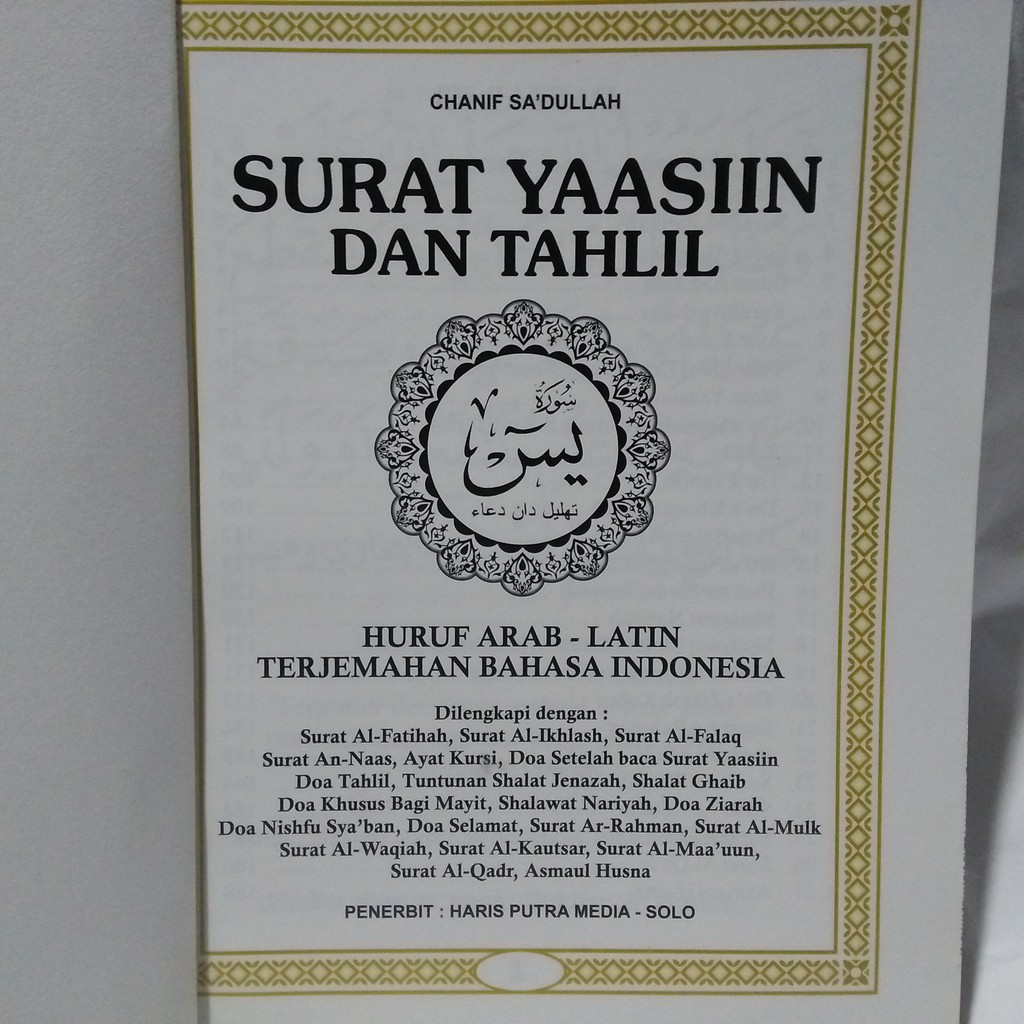 CHANIF SA'DULLAH
SURAT YAASIIN
DAN TAHLIL
سُورَةُ
يسٓ
تهليل دان دعاء
HURUF ARAB - LATIN
TERJEMAHAN BAHASA INDONESIA
Dilengkapi dengan :
Surat Al-Fatihah, Surat Al-Ikhlash, Surat Al-Falaq
Surat An-Naas, Ayat Kursi, Doa Setelah baca Surat Yaasiin
Doa Tahlil, Tuntunan Shalat Jenazah, Shalat Ghaib
Doa Khusus Bagi Mayit, Shalawat Nariyah, Doa Ziarah
Doa Nishfu Sya'ban, Doa Selamat, Surat Ar-Rahman, Surat Al-Mulk
Surat Al-Waqiah, Surat Al-Kautsar, Surat Al-Maa'uun,
Surat Al-Qadr, Asmaul Husna
PENERBIT : HARIS PUTRA MEDIA - SOLO